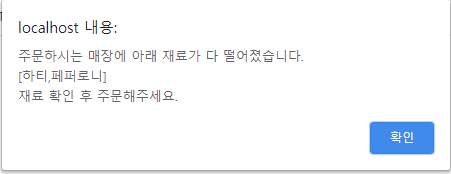 localhost 내용:
주문하시는 매장에 아래 재료가 다 떨어졌습니다.
[하티,페퍼로니]
재료 확인 후 주문해주세요.
확인